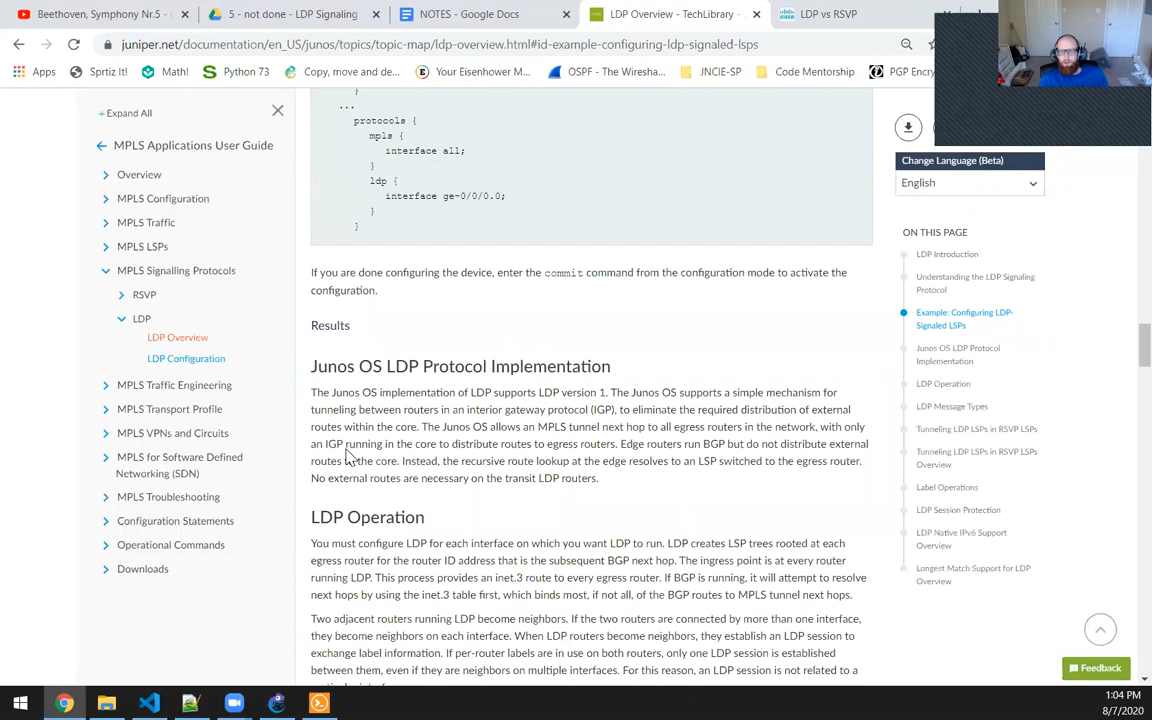 Beethoven, Symphony Nr.5 -
5 - not done - LDP Signaling
NOTES - Google Docs
LDP Overview - TechLibrary -
LDP vs RSVP
juniper.net/documentation/en_US/junos/topics/topic-map/ldp-overview.html#id-example-configuring-ldp-signaled-lsps
Apps
Sprtiz It!
Math!
Python 73
Copy, move and de...
Your Eisenhower M...
OSPF - The Wiresha...
JNCIE-SP
Code Mentorship
PGP Encry
+ Expand All
MPLS Applications User Guide
Overview
MPLS Configuration
MPLS Traffic
MPLS LSPs
MPLS Signalling Protocols
RSVP
LDP
LDP Overview
LDP Configuration
MPLS Traffic Engineering
MPLS Transport Profile
MPLS VPNs and Circuits
MPLS for Software Defined
Networking (SDN)
MPLS Troubleshooting
Configuration Statements
Operational Commands
Downloads
}
...
protocols {
mpls {
interface all;
}
ldp {
interface ge-0/0/0.0;
}
}
If you are done configuring the device, enter the commit command from the configuration mode to activate the
configuration.
Results
Junos OS LDP Protocol Implementation
The Junos OS implementation of LDP supports LDP version 1. The Junos OS supports a simple mechanism for
tunneling between routers in an interior gateway protocol (IGP), to eliminate the required distribution of external
routes within the core. The Junos OS allows an MPLS tunnel next hop to all egress routers in the network, with only
an IGP running in the core to distribute routes to egress routers. Edge routers run BGP but do not distribute external
routes the core. Instead, the recursive route lookup at the edge resolves to an LSP switched to the egress router.
No external routes are necessary on the transit LDP routers.
LDP Operation
You must configure LDP for each interface on which you want LDP to run. LDP creates LSP trees rooted at each
egress router for the router ID address that is the subsequent BGP next hop. The ingress point is at every router
running LDP. This process provides an inet.3 route to every egress router. If BGP is running, it will attempt to resolve
next hops by using the inet.3 table first, which binds most, if not all, of the BGP routes to MPLS tunnel next hops.
Two adjacent routers running LDP become neighbors. If the two routers are connected by more than one interface,
they become neighbors on each interface. When LDP routers become neighbors, they establish an LDP session to
exchange label information. If per-router labels are in use on both routers, only one LDP session is established
between them, even if they are neighbors on multiple interfaces. For this reason, an LDP session is not related to a
Change Language (Beta)
English
ON THIS PAGE
LDP Introduction
Understanding the LDP Signaling
Protocol
Example: Configuring LDP-
Signaled LSPs
Junos OS LDP Protocol
Implementation
LDP Operation
LDP Message Types
Tunneling LDP LSPs in RSVP LSPs
Tunneling LDP LSPs in RSVP LSPs
Overview
Label Operations
LDP Session Protection
LDP Native IPv6 Support
Overview
Longest Match Support for LDP
Overview
Feedback
1:04 PM
8/7/2020